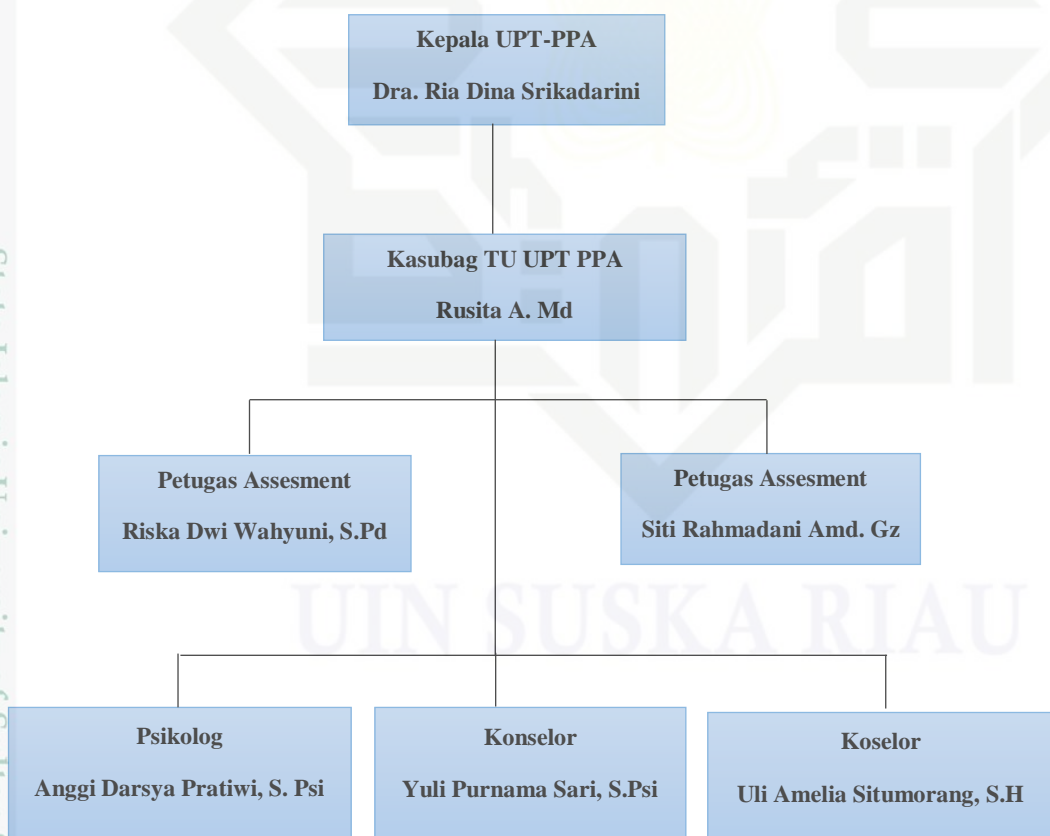 Kepala UPT-PPA
Dra. Ria Dina Srikadarini
Kasubag TU UPT PPA
Rusita A. Md
Petugas Assesment
Riska Dwi Wahyuni, S.Pd
Petugas Assesment
Siti Rahmadani Amd. Gz
UIN SUSKA RIAU
Psikolog
Anggi Darsya Pratiwi, S. Psi
Konselor
Yuli Purnama Sari, S.Psi
Koselor
Uli Amelia Situmorang, S.H